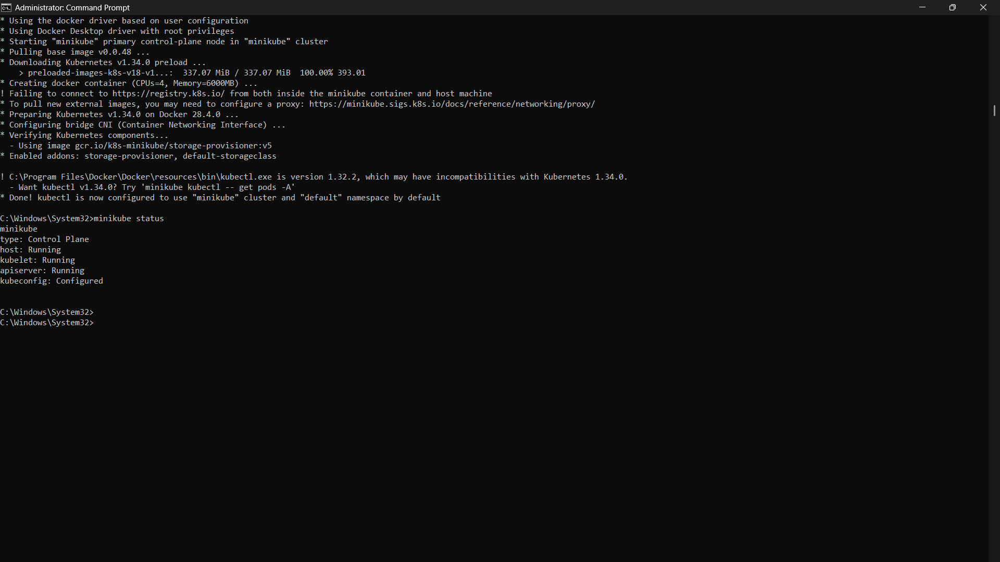 Administrator: Command Prompt
* Using the docker driver based on user configuration
* Using Docker Desktop driver with root privileges
* Starting "minikube" primary control-plane node in "minikube" cluster
* Pulling base image v0.0.48 ...
* Downloading Kubernetes v1.34.0 preload ...
    > preloaded-images-k8s-v18-v1...:  337.07 MiB / 337.07 MiB  100.00% 393.01
* Creating docker container (CPUs=4, Memory=6000MB) ...
! Failing to connect to https://registry.k8s.io/ from both inside the minikube container and host machine
* To pull new external images, you may need to configure a proxy: https://minikube.sigs.k8s.io/docs/reference/networking/proxy/
* Preparing Kubernetes v1.34.0 on Docker 28.4.0 ...
* Configuring bridge CNI (Container Networking Interface) ...
* Verifying Kubernetes components...
  - Using image gcr.io/k8s-minikube/storage-provisioner:v5
* Enabled addons: storage-provisioner, default-storageclass
! C:\Program Files\Docker\Docker\resources\bin\kubectl.exe is version 1.32.2, which may have incompatibilities with Kubernetes 1.34.0.
  - Want kubectl v1.34.0? Try 'minikube kubectl -- get pods -A'
* Done! kubectl is now configured to use "minikube" cluster and "default" namespace by default
C:\Windows\System32>minikube status
minikube
type: Control Plane
host: Running
kubelet: Running
apiserver: Running
kubeconfig: Configured
C:\Windows\System32>
C:\Windows\System32>